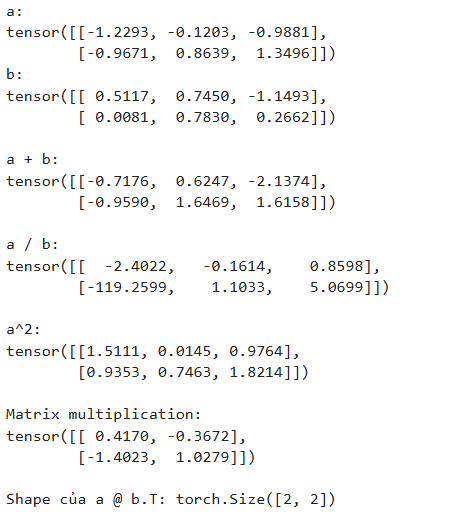 a:
tensor([[-1.2293, -0.1203, -0.9881],
        [-0.9671,  0.8639,  1.3496]])
b:
tensor([[ 0.5117,  0.7450, -1.1493],
        [ 0.0081,  0.7830,  0.2662]])

a + b:
tensor([[-0.7176,  0.6247, -2.1374],
        [-0.9590,  1.6469,  1.6158]])

a / b:
tensor([[  -2.4022,   -0.1614,    0.8598],
        [-119.2599,    1.1033,    5.0699]])

a^2:
tensor([[1.5111, 0.0145, 0.9764],
        [0.9353, 0.7463, 1.8214]])

Matrix multiplication:
tensor([[ 0.4170, -0.3672],
        [-1.4023,  1.0279]])

Shape của a @ b.T: torch.Size([2, 2])